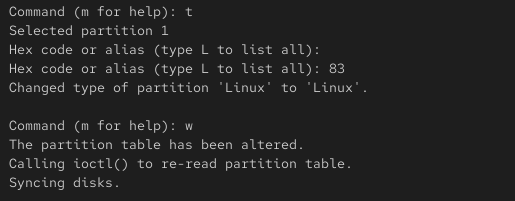 Command (m for help): t
Selected partition 1
Hex code or alias (type L to list all):
Hex code or alias (type L to list all): 83
Changed type of partition 'Linux' to 'Linux'.

Command (m for help): w
The partition table has been altered.
Calling ioctl() to re-read partition table.
Syncing disks.